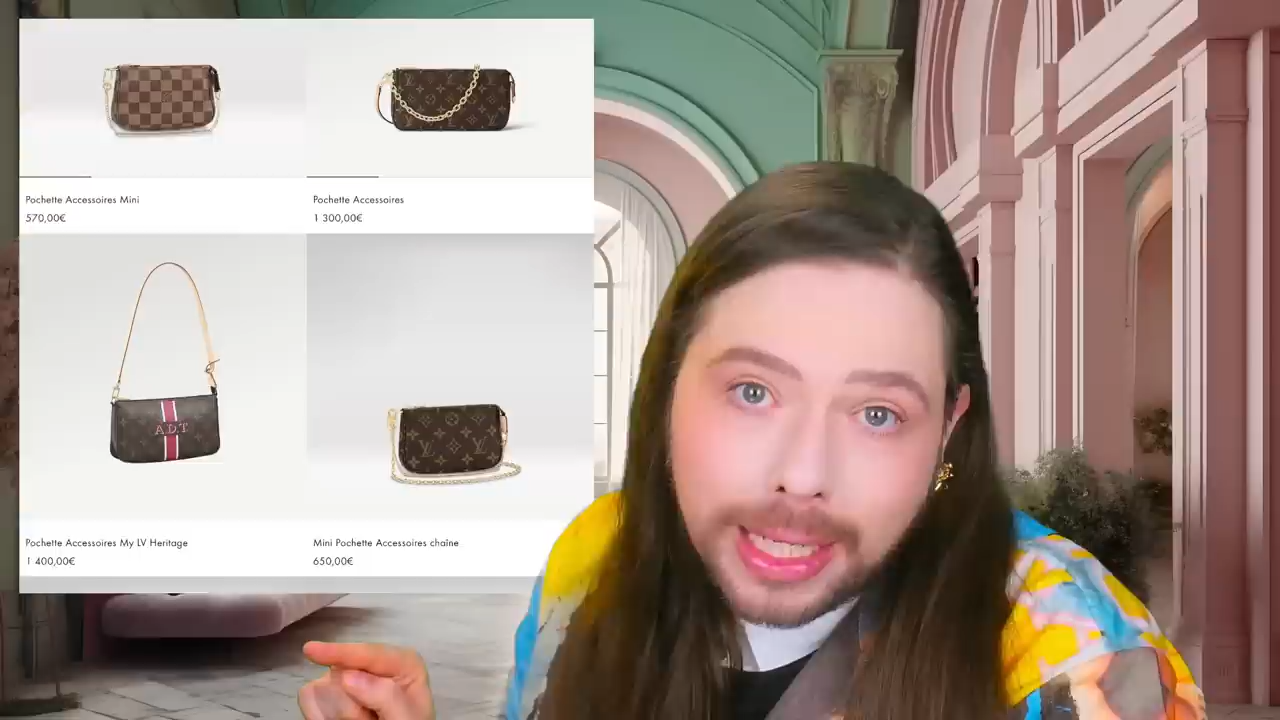 Pochette Accessoires Mini
570,00€
Pochette Accessoires
1 300,00€
A.D.T
Pochette Accessoires My LV Heritage
1 400,00€
Mini Pochette Accessoires chaîne
650,00€